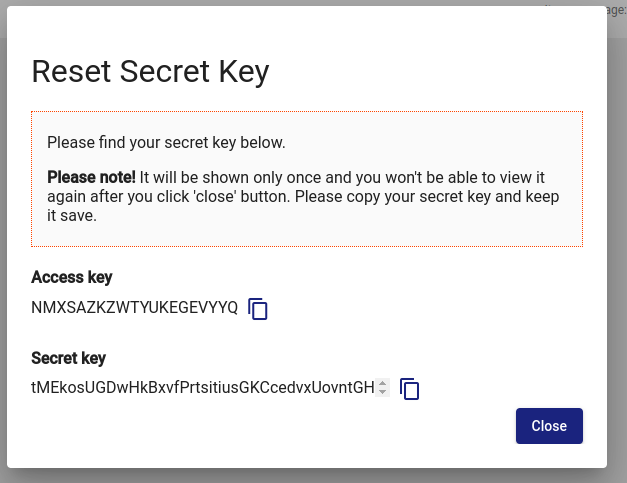 age:
Reset Secret Key
Please find your secret key below.
Please note! It will be shown only once and you won't be able to view it
again after you click 'close' button. Please copy your secret key and keep
it save.
Access key
NMXSAZKZWTYUKEGEVYYQ
Secret key
tMEkosUGDwHkBxvfPrtsitiusGKCcedvxUovntGH
Close